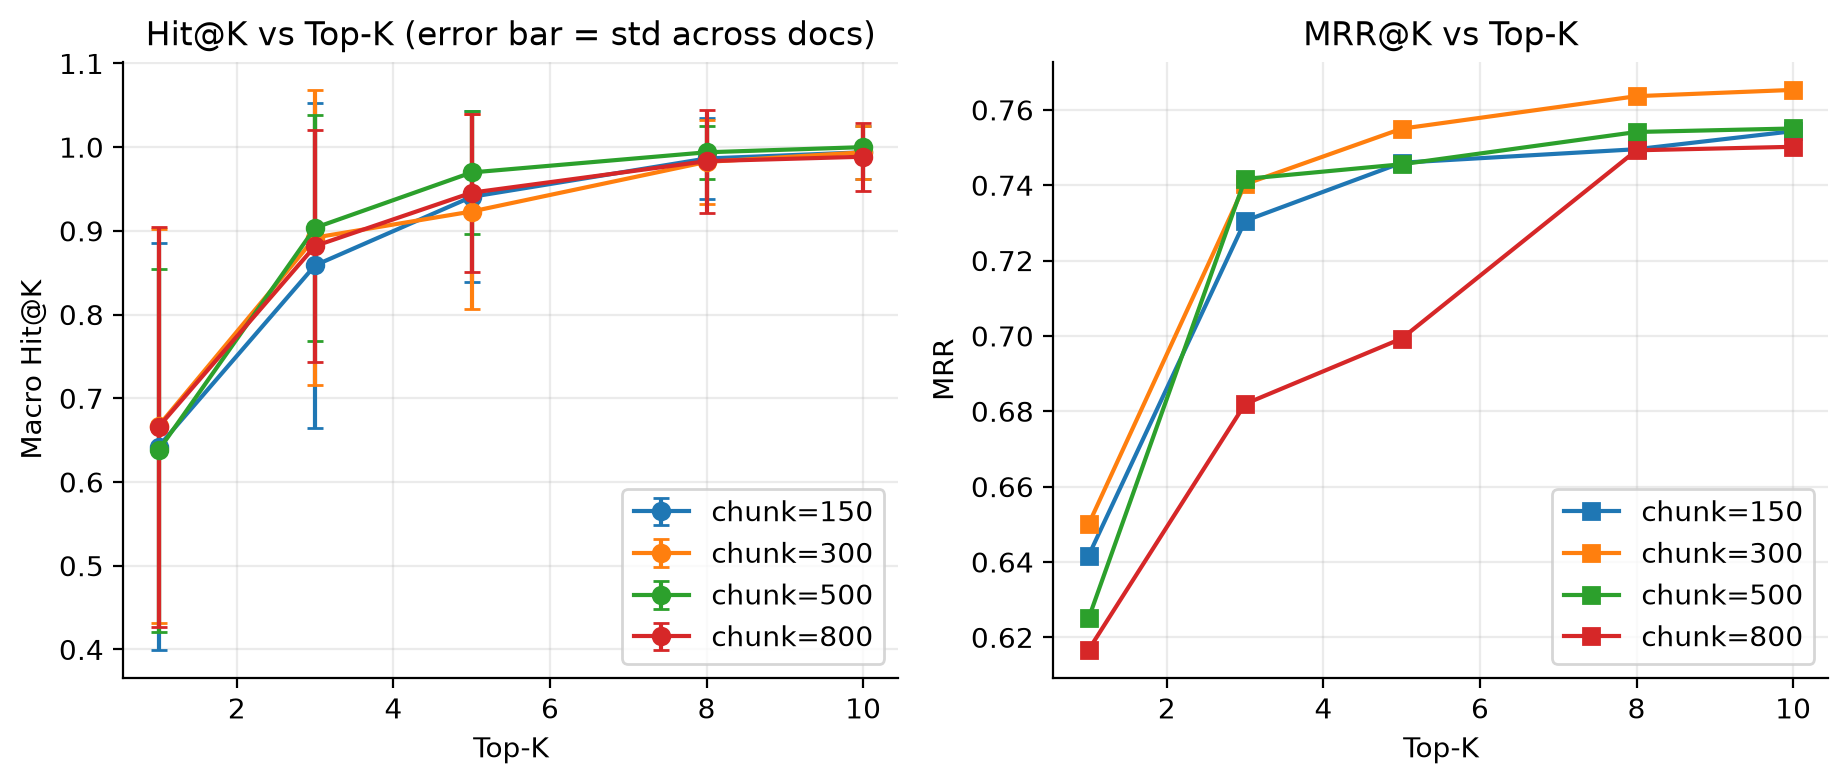 Hit@K vs Top-K (error bar = std across docs)
1.1
1.0
0.9
0.8
0.7
0.6
0.5
0.4
Macro Hit@K
2 4 6 8 10
Top-K
chunk=150
chunk=300
chunk=500
chunk=800
MRR@K vs Top-K
0.76
0.74
0.72
0.70
0.68
0.66
0.64
0.62
MRR
2 4 6 8 10
Top-K
chunk=150
chunk=300
chunk=500
chunk=800